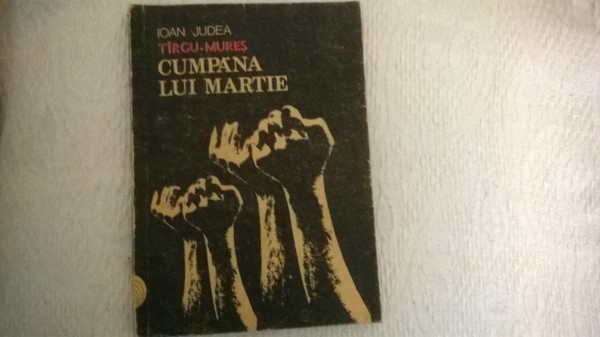 IOAN JUDEA
TÎRGU-MUREȘ
CUMPĂNA
LUI MARTIE